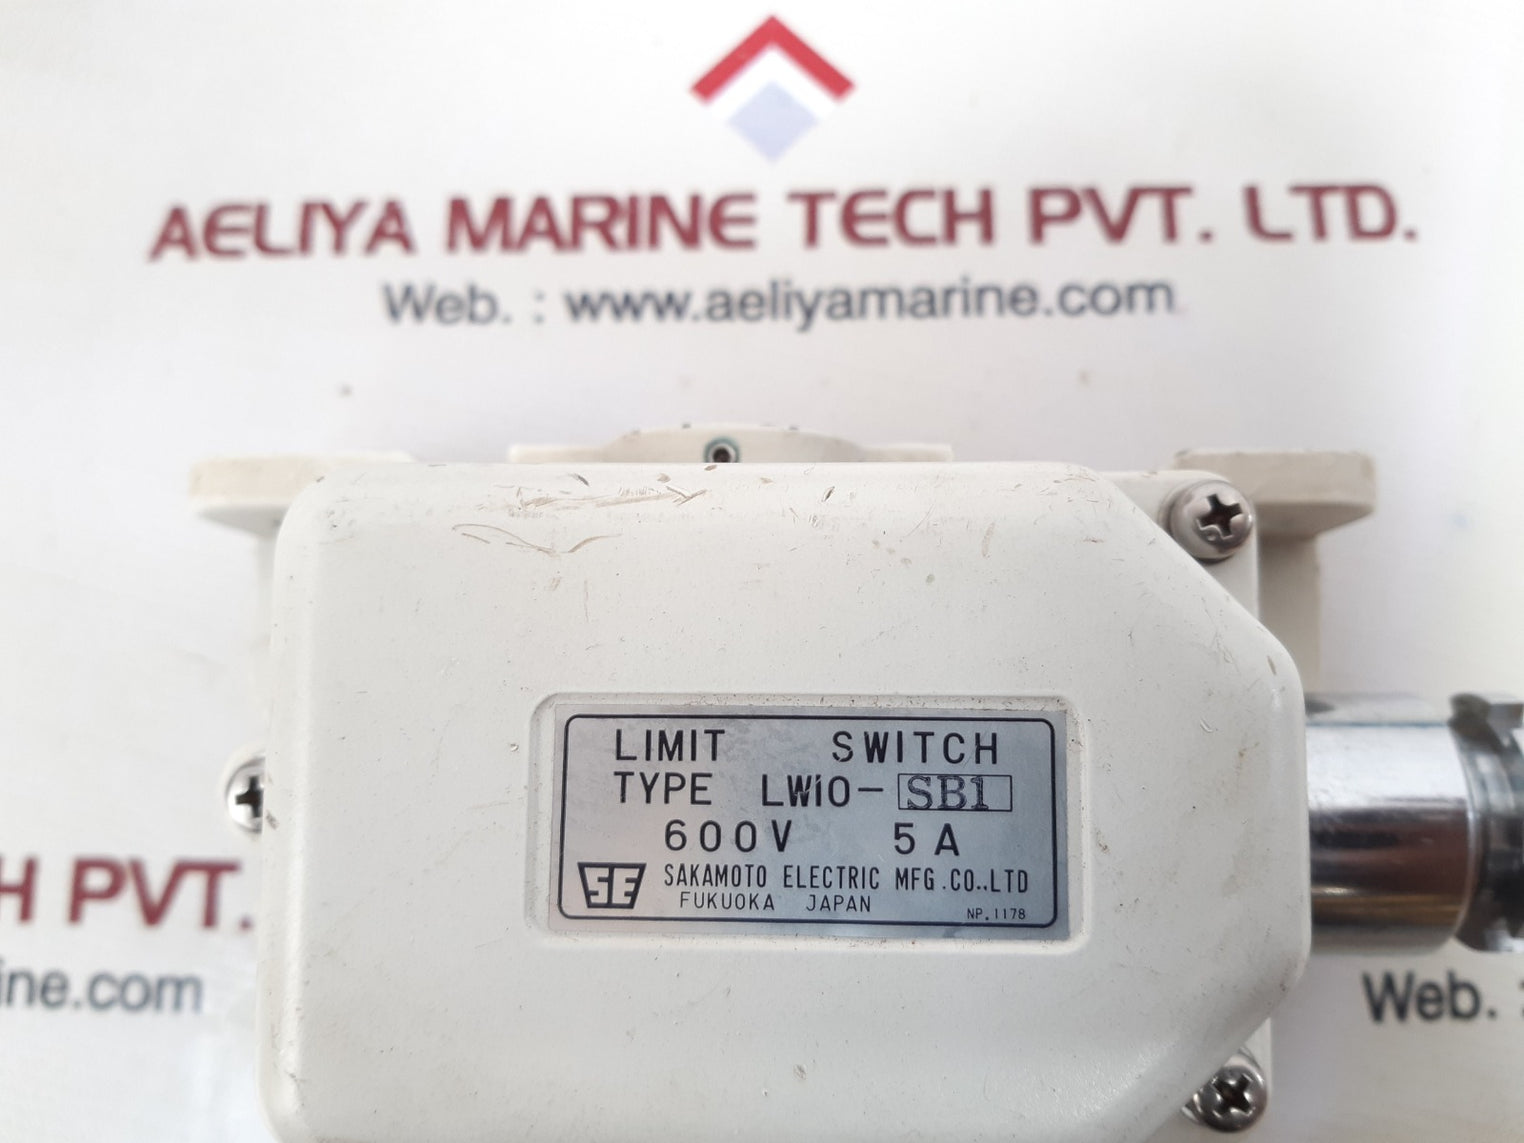 AELIYA MARINE TECH PVT. LTD.
Web. : www.aeliyamarine.com
LIMIT SWITCH
TYPE LW10-SB1
600V 5A
SE SAKAMOTO ELECTRIC MFG.CO.,LTD
FUKUOKA JAPAN NP.1178
H PVT.
ine.com
Web. :